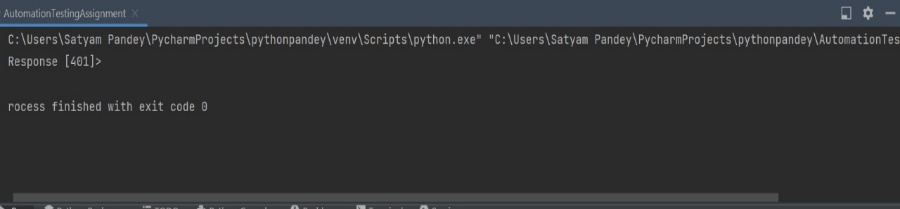 AutomationTestingAssignment ×
C:\Users\Satyam Pandey\PycharmProjects\pythonpandey\venv\Scripts\python.exe" "C:\Users\Satyam Pandey\PycharmProjects\pythonpandey\AutomationTes
Response [401]>
rocess finished with exit code 0